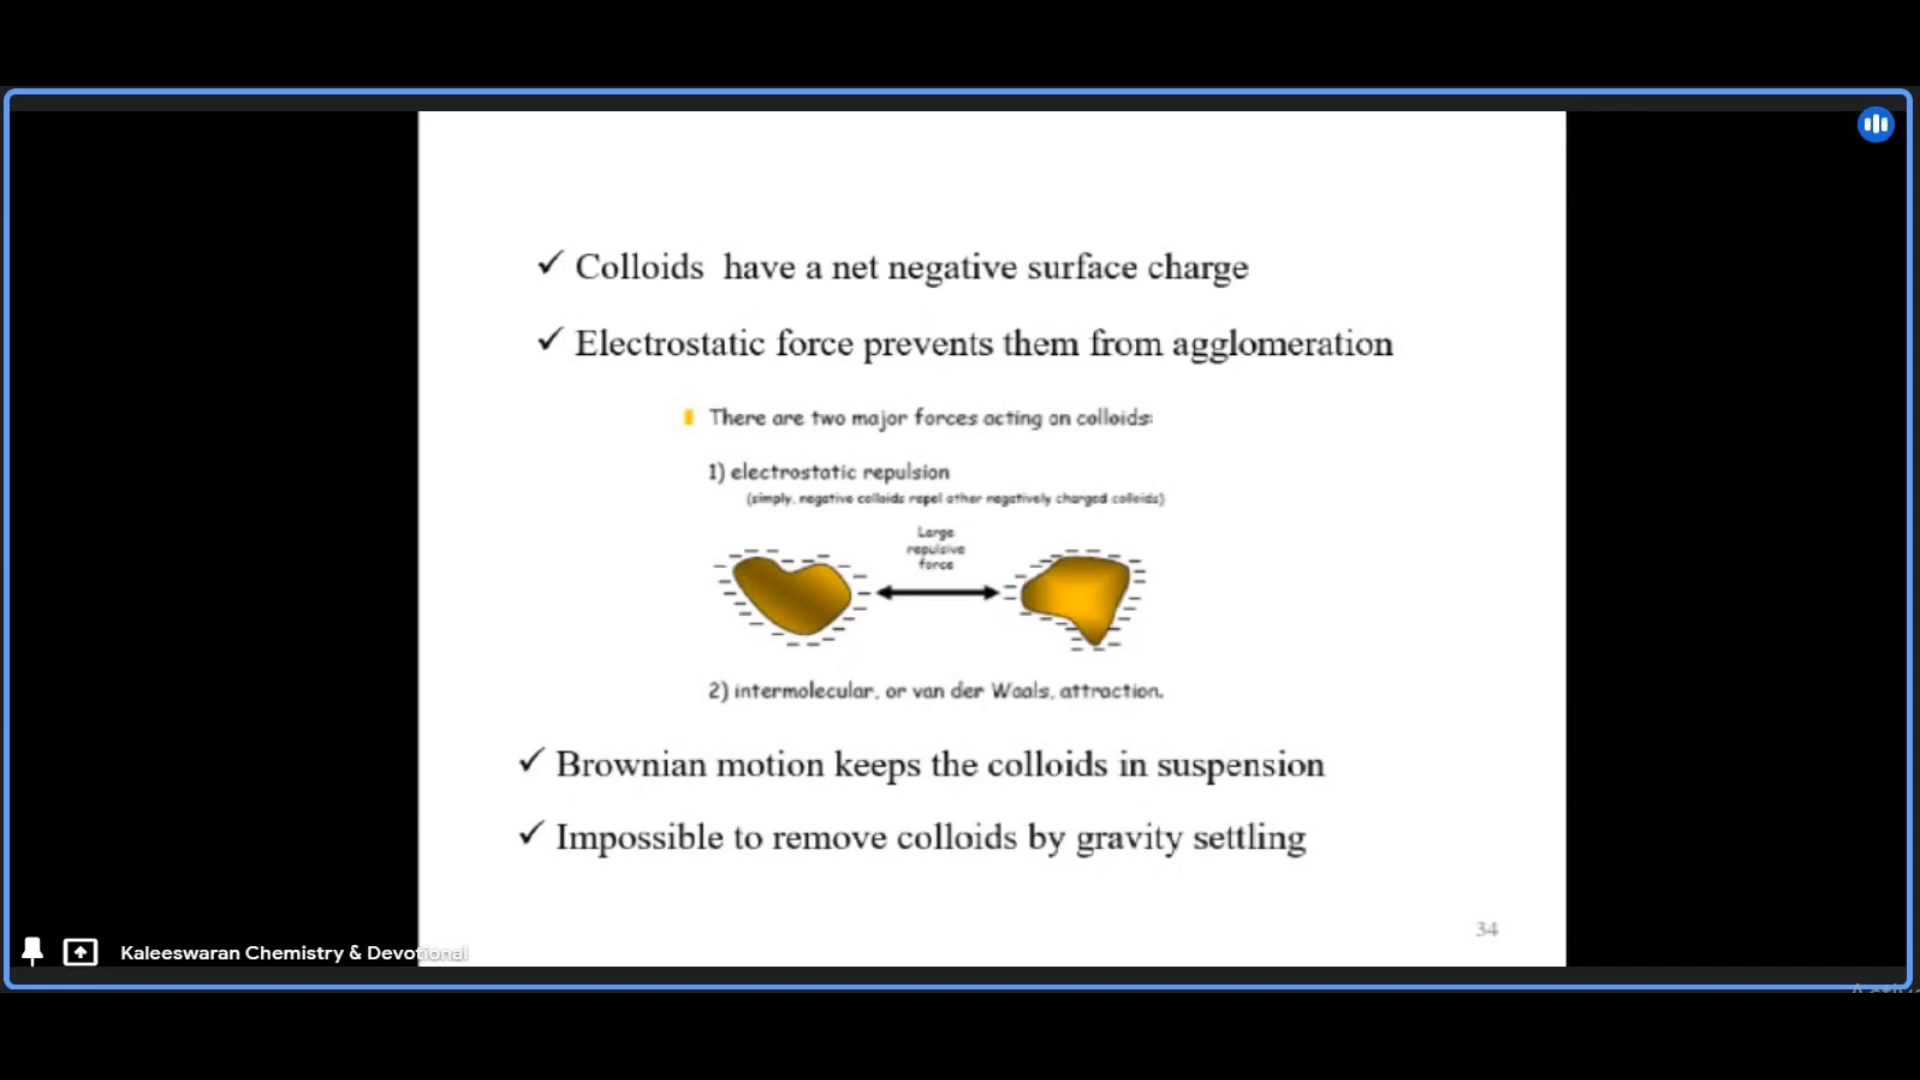 ✓ Colloids have a net negative surface charge
✓ Electrostatic force prevents them from agglomeration
There are two major forces acting on colloids:
1) electrostatic repulsion
(simply, negative colloids repel other negatively charged colloids)
Large
repulsive
force
2) intermolecular, or van der Waals, attraction.
✓ Brownian motion keeps the colloids in suspension
✓ Impossible to remove colloids by gravity settling
34
Kaleeswaran Chemistry & Devotional